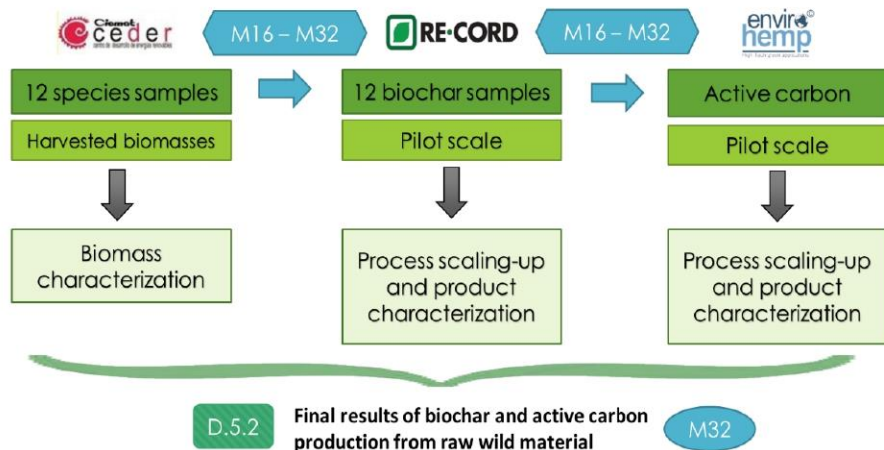 Ciemat
ceder
centro de desarrollo de energías renovables
M16 – M32
RE-CORD
M16 – M32
envirohemp
12 species samples
12 biochar samples
Active carbon
Harvested biomasses
Pilot scale
Pilot scale
Biomass
characterization
Process scaling-up
and product
characterization
Process scaling-up
and product
characterization
D.5.2
Final results of biochar and active carbon
production from raw wild material
M32